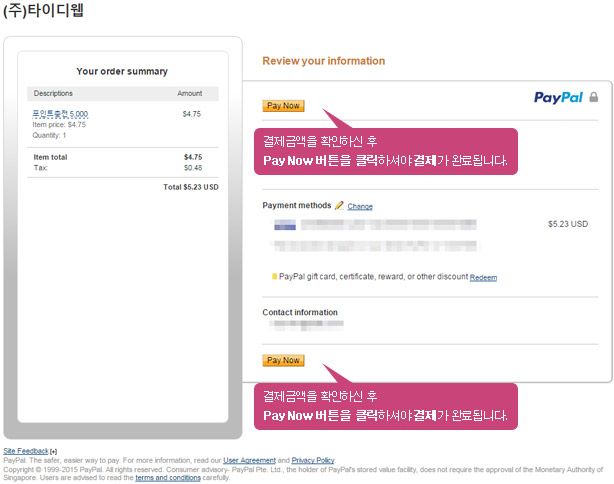 (주)타이디웹
Your order summary
Descriptions Amount
포인트충전 5,000 $4.75
Item price: $4.75
Quantity: 1
Item total $4.75
Tax: $0.48
Total $5.23 USD
Review your information
PayPal
Pay Now
결제금액을 확인하신 후
Pay Now 버튼을 클릭하셔야 결제가 완료됩니다.
Payment methods Change
$5.23 USD
PayPal gift card, certificate, reward, or other discount Redeem
Contact information
Pay Now
결제금액을 확인하신 후
Pay Now 버튼을 클릭하셔야 결제가 완료됩니다.
Site Feedback [+]
PayPal. The safer, easier way to pay. For more information, read our User Agreement and Privacy Policy.
Copyright © 1999-2015 PayPal. All rights reserved. Consumer advisory- PayPal Pte. Ltd., the holder of PayPal's stored value facility, does not require the approval of the Monetary Authority of
Singapore. Users are advised to read the terms and conditions carefully.